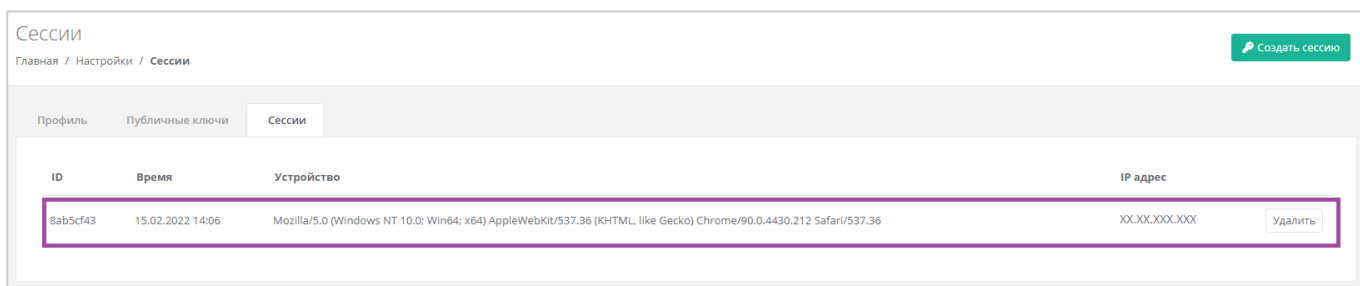 Сессии
Создать сессию
Главная / Настройки / Сессии
Профиль Публичные ключи Сессии
ID Время Устройство IP адрес
8ab5cf43 15.02.2022 14:06 Mozilla/5.0 (Windows NT 10.0; Win64; x64) AppleWebKit/537.36 (KHTML, like Gecko) Chrome/90.0.4430.212 Safari/537.36 XX.XX.XXX.XXX Удалить